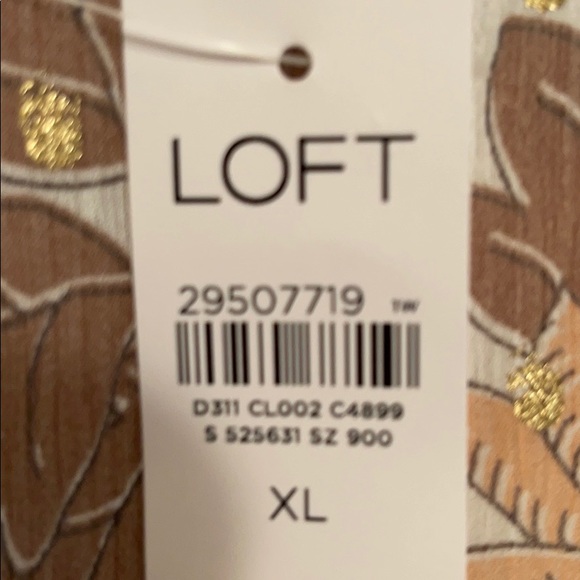 LOFT
29507719 TW
D311 CL002 C4899
S 525631 SZ 900
XL